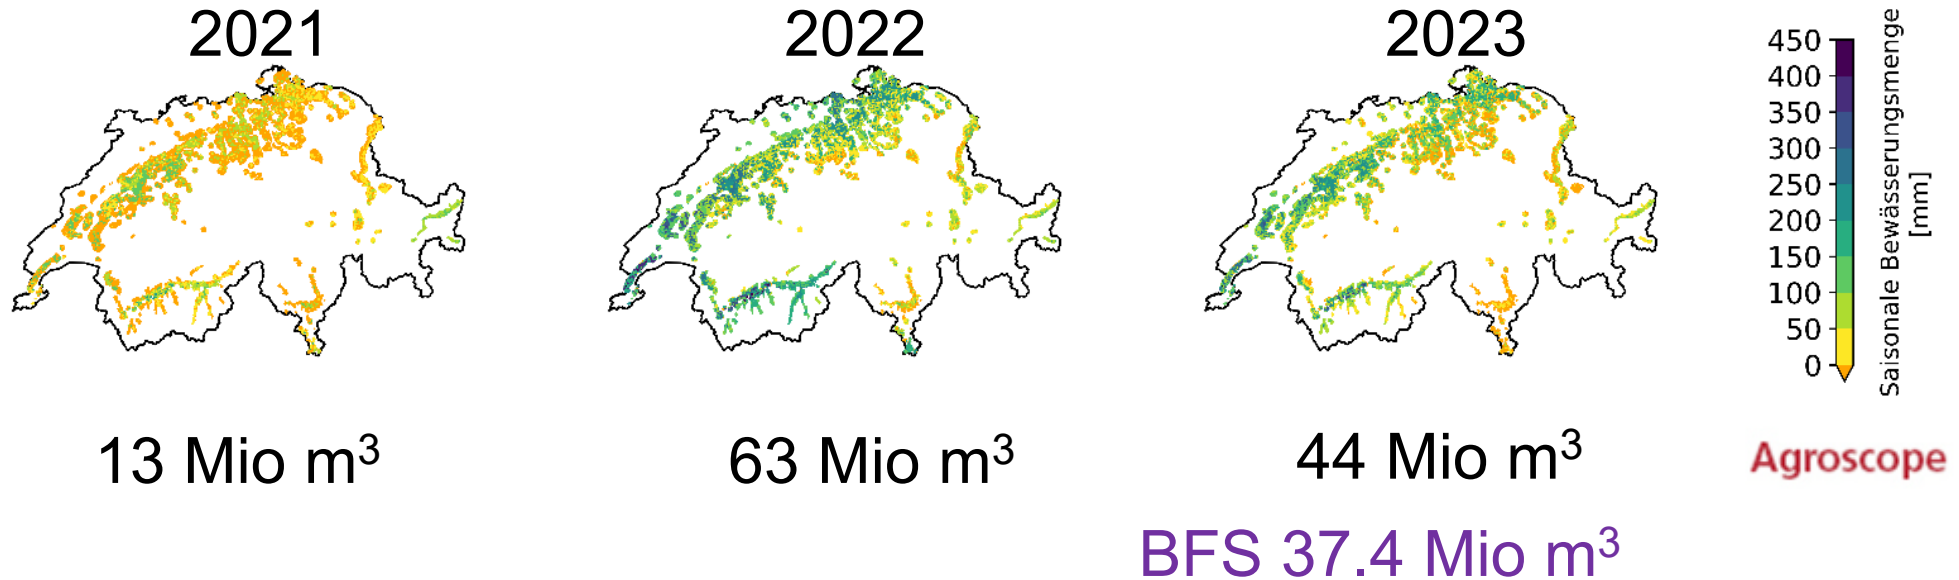 2021
2022
2023
450
400
350
300
250
200
150
100
50
0
Saisonale Bewässerungsmenge
[mm]
13 Mio m³
63 Mio m³
44 Mio m³
Agroscope
BFS 37.4 Mio m³